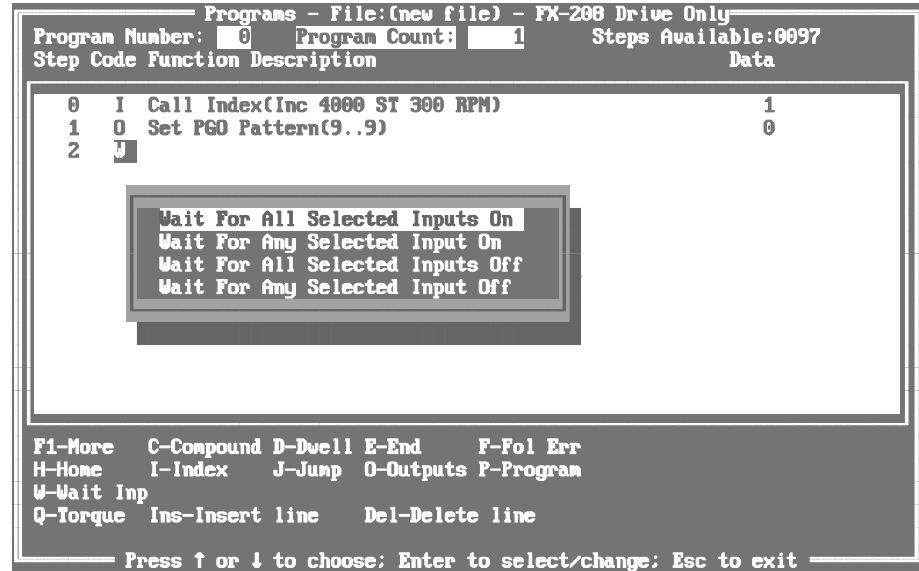 Programs - File:(new file) - FX-208 Drive Only
Program Number: 0 Program Count: 1 Steps Available:0097
Step Code Function Description Data
0 I Call Index(Inc 4000 ST 300 RPM) 1
1 O Set PGO Pattern(9..9) 0
2 W
Wait For All Selected Inputs On
Wait For Any Selected Input On
Wait For All Selected Inputs Off
Wait For Any Selected Input Off
F1-More C-Compound D-Dwell E-End F-Fol Err
H-Home I-Index J-Jump O-Outputs P-Program
W-Wait Inp
Q-Torque Ins-Insert line Del-Delete line
Press ↑ or ↓ to choose; Enter to select/change; Esc to exit